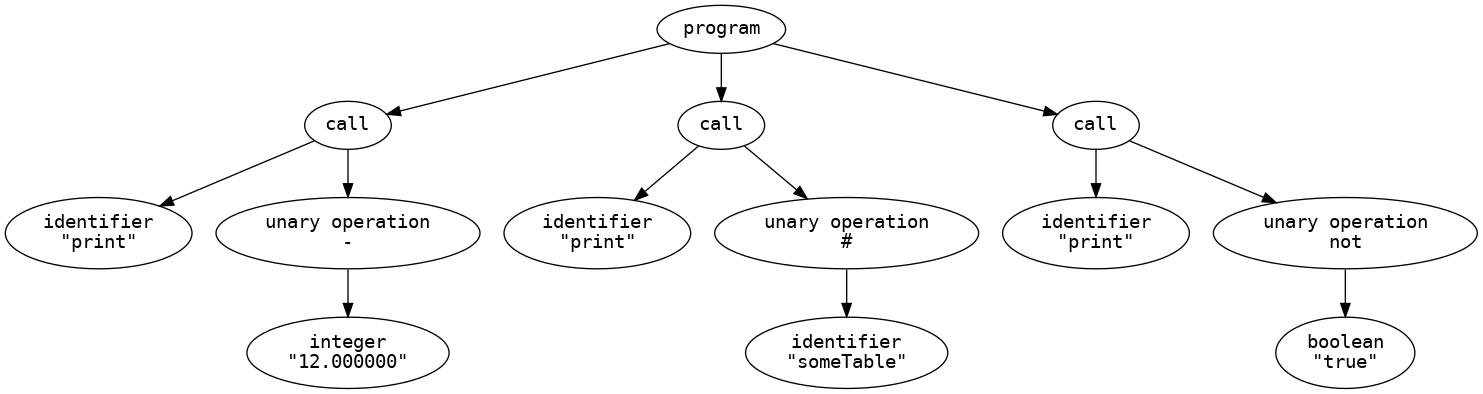 program
call
call
call
identifier
"print"
unary operation
-
identifier
"print"
unary operation
#
identifier
"print"
unary operation
not
integer
"12.000000"
identifier
"someTable"
boolean
"true"